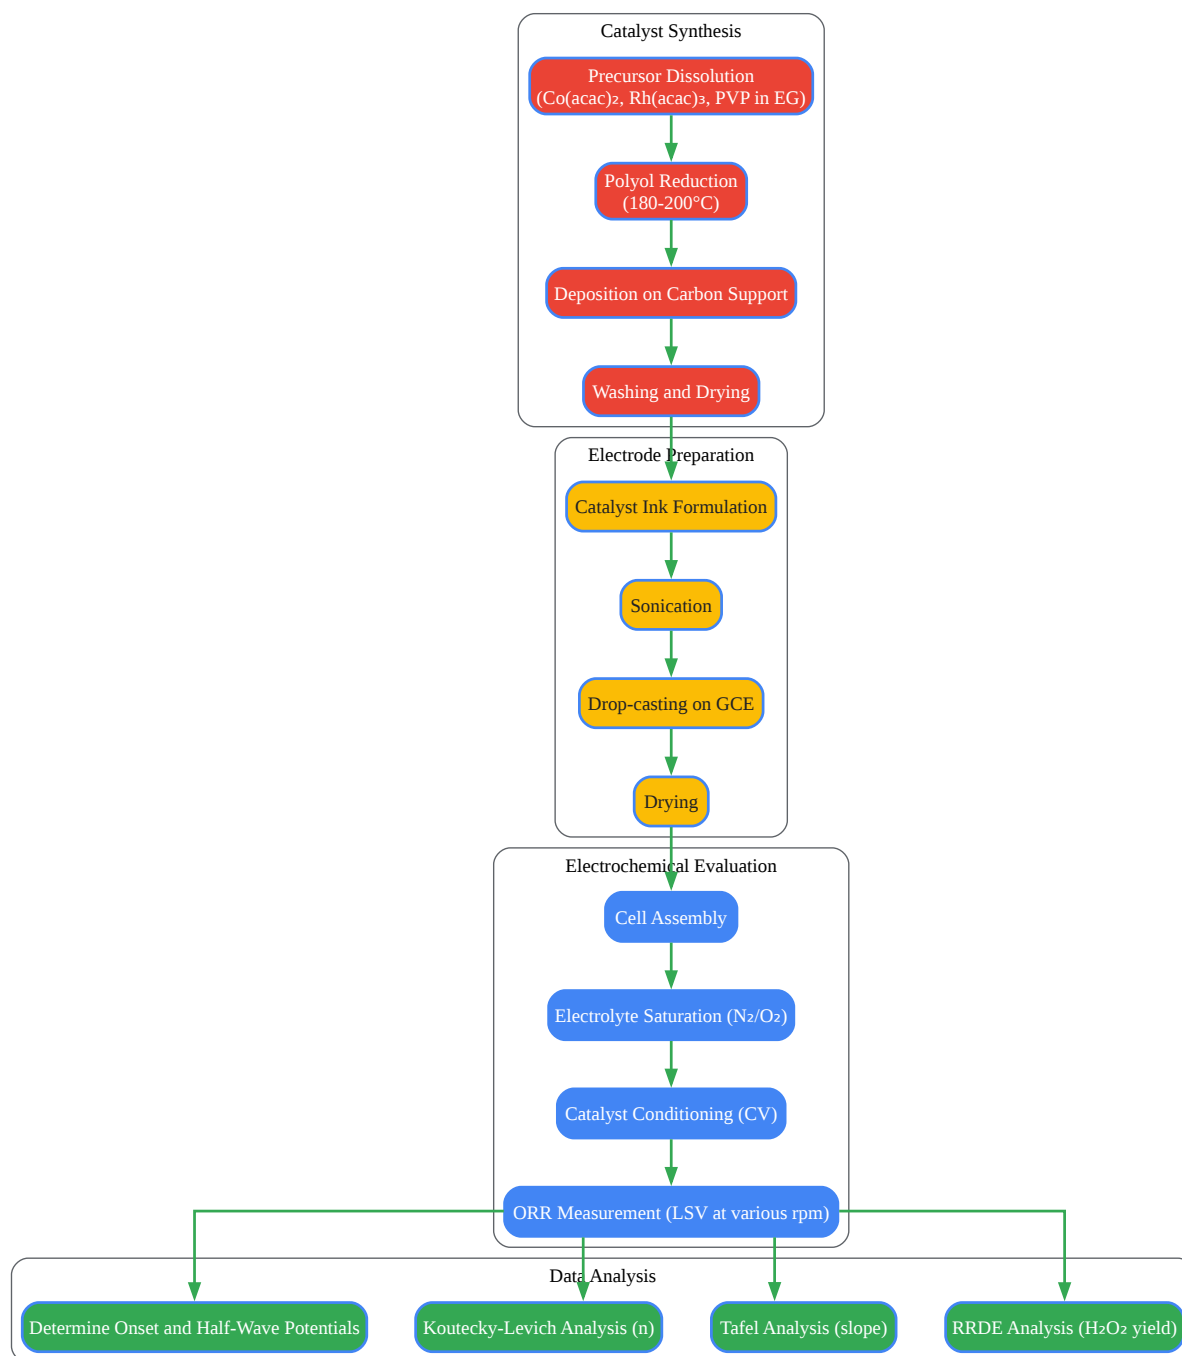 Catalyst Synthesis
Precursor Dissolution
(Co(acac)₂, Rh(acac)₃, PVP in EG)
Polyol Reduction
(180-200°C)
Deposition on Carbon Support
Washing and Drying
Electrode Preparation
Catalyst Ink Formulation
Sonication
Drop-casting on GCE
Drying
Electrochemical Evaluation
Cell Assembly
Electrolyte Saturation (N₂/O₂)
Catalyst Conditioning (CV)
ORR Measurement (LSV at various rpm)
Data Analysis
Determine Onset and Half-Wave Potentials
Koutecky-Levich Analysis (n)
Tafel Analysis (slope)
RRDE Analysis (H₂O₂ yield)